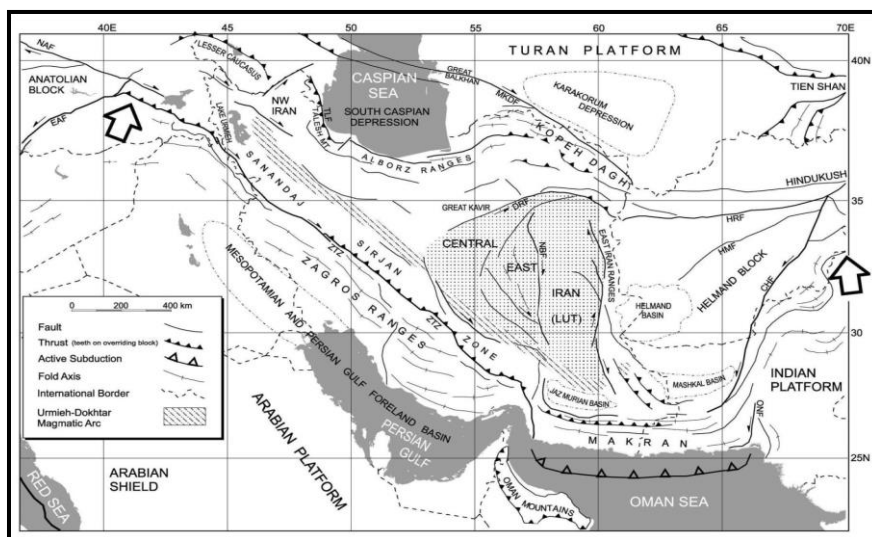 40E 45 50 55 60 65 70E
NAF
LESSER CAUCASUS
TURAN PLATFORM
40N
ANATOLIAN
BLOCK
CASPIAN
SEA
GREAT
BALKHAN
MKDF
KARAKORUM
DEPRESSION
TIEN SHAN
EAF
LAKE URMIEH
NW
IRAN
TLF
TALESH MT
SOUTH CASPIAN
DEPRESSION
KOPEH DAGH
ALBORZ RANGES
HINDUKUSH
SANANDAJ
35
GREAT KAVIR
DRF
HRF
CENTRAL
HMF
MESOPOTAMIAN AND PERSIAN GULF FORELAND BASIN
ZTZ
SIRJAN
EAST
NBF
EAST IRAN RANGES
HELMAND BLOCK
ZAGROS RANGES
IRAN
(LUT)
HELMAND
BASIN
CHF
0 200 400 km
ZTZ
ZONE
30
Fault
Thrust (teeth on overriding block)
Active Subduction
Fold Axis
International Border
Urmieh-Dokhtar
Magmatic Arc
JAZ MURIAN BASIN
MASHKAL BASIN
INDIAN
PLATFORM
ONF
ARABIAN PLATFORM
PERSIAN
GULF
MAKRAN
25N
ARABIAN
SHIELD
RED SEA
OMAN MOUNTAINS
OMAN SEA